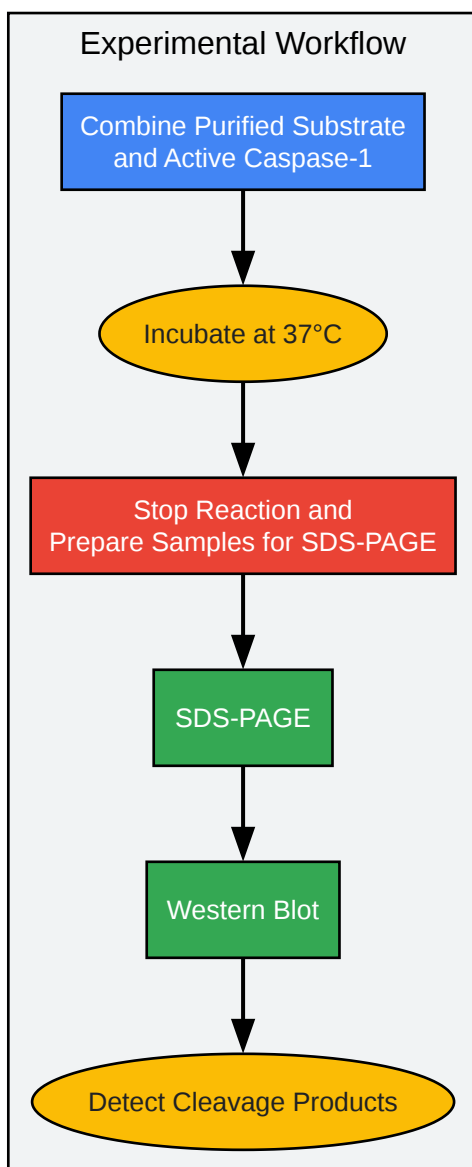 Experimental Workflow
Combine Purified Substrate
and Active Caspase-1
Incubate at 37°C
Stop Reaction and
Prepare Samples for SDS-PAGE
SDS-PAGE
Western Blot
Detect Cleavage Products